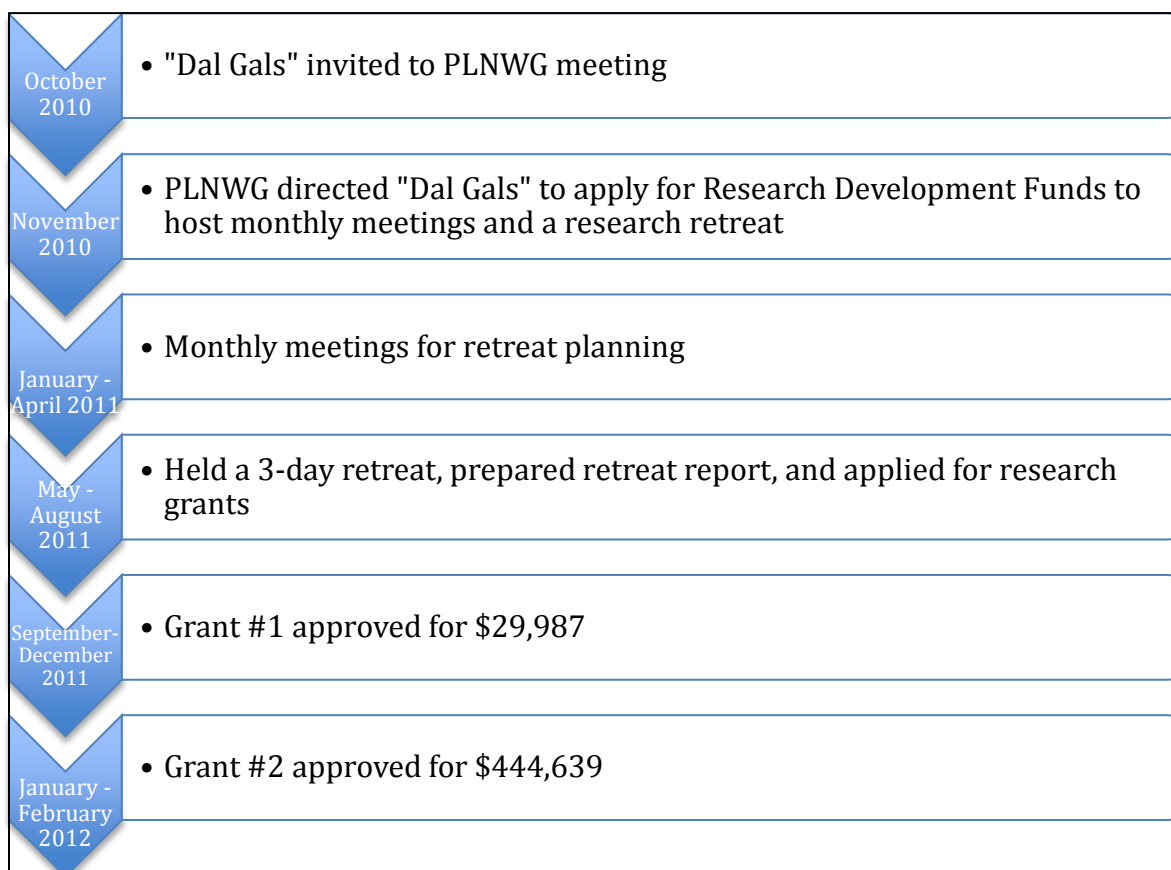 October
2010
• "Dal Gals" invited to PLNWG meeting
November
2010
• PLNWG directed "Dal Gals" to apply for Research Development Funds to
host monthly meetings and a research retreat
January -
April 2011
• Monthly meetings for retreat planning
May -
August
2011
• Held a 3-day retreat, prepared retreat report, and applied for research
grants
September-
December
2011
• Grant #1 approved for $29,987
January -
February
2012
• Grant #2 approved for $444,639